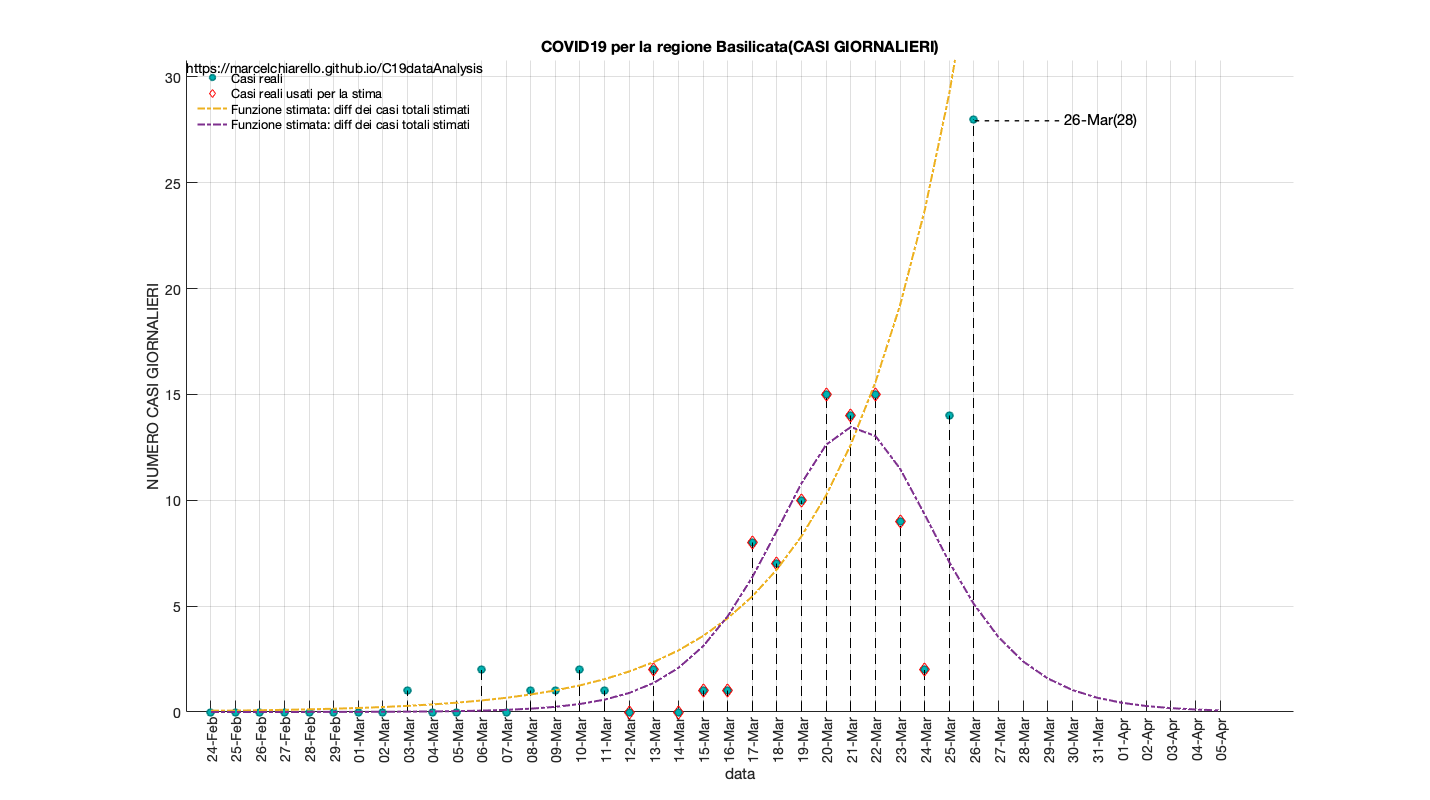 COVID19 per la regione Basilicata(CASI GIORNALIERI)
https://marcelchiarello.github.io/C19dataAnalysis
Casi reali
Casi reali usati per la stima
Funzione stimata: diff dei casi totali stimati
Funzione stimata: diff dei casi totali stimati
26-Mar(28)
NUMERO CASI GIORNALIERI
30
25
20
15
10
5
0
24-Feb
25-Feb
26-Feb
27-Feb
28-Feb
29-Feb
01-Mar
02-Mar
03-Mar
04-Mar
05-Mar
06-Mar
07-Mar
08-Mar
09-Mar
10-Mar
11-Mar
12-Mar
13-Mar
14-Mar
15-Mar
16-Mar
17-Mar
18-Mar
19-Mar
20-Mar
21-Mar
22-Mar
23-Mar
24-Mar
25-Mar
26-Mar
27-Mar
28-Mar
29-Mar
30-Mar
31-Mar
01-Apr
02-Apr
03-Apr
04-Apr
05-Apr
data